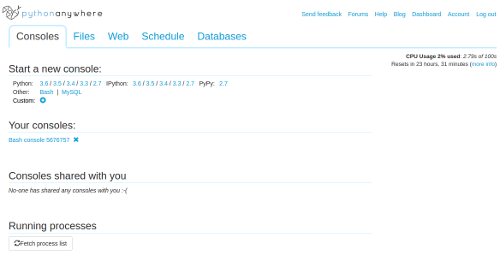 pythonanywhere
Send feedback Forums Help Blog Dashboard Account Log out
Consoles Files Web Schedule Databases
CPU Usage 2% used. 2.79s of 100s
Resets in 23 hours, 31 minutes (more info)
Start a new console:
Python: 3.6 / 3.5 / 3.4 / 3.3 / 2.7 IPython: 3.6 / 3.5 / 3.4 / 3.3 / 2.7 PyPy: 2.7
Other: Bash | MySQL
Custom:
Your consoles:
Bash console 5676757
Consoles shared with you
No-one has shared any consoles with you :-(
Running processes
Fetch process list